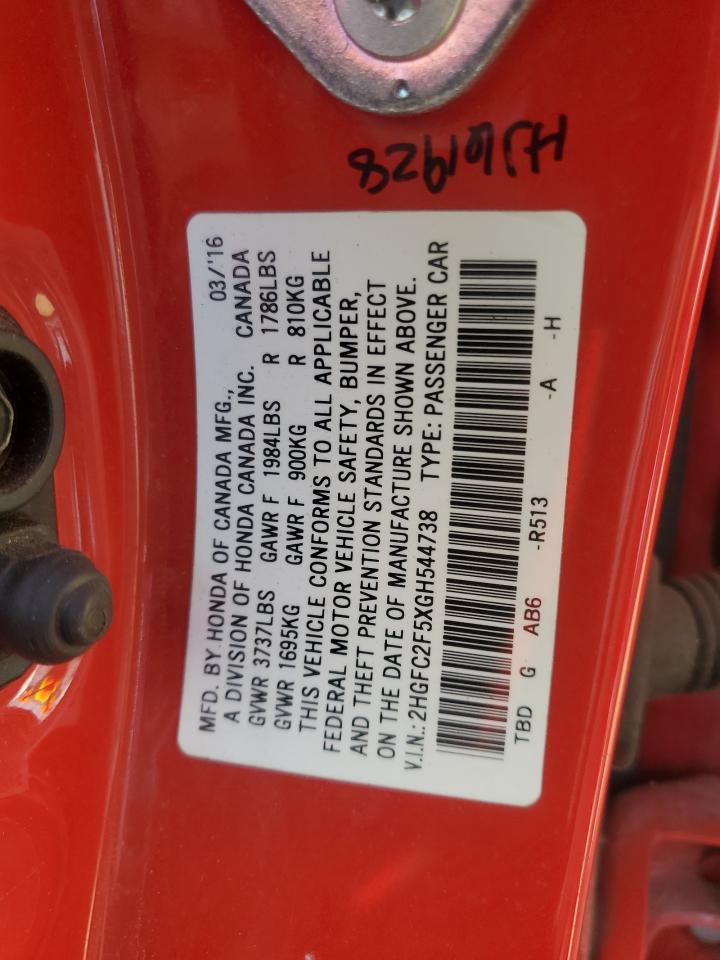 HJ61928
MFD. BY HONDA OF CANADA MFG., 03/'16
A DIVISION OF HONDA CANADA INC. CANADA
GVWR 3737LBS GAWR F 1984LBS R 1786LBS
GVWR 1695KG GAWR F 900KG R 810KG
THIS VEHICLE CONFORMS TO ALL APPLICABLE
FEDERAL MOTOR VEHICLE SAFETY, BUMPER,
AND THEFT PREVENTION STANDARDS IN EFFECT
ON THE DATE OF MANUFACTURE SHOWN ABOVE.
V.I.N.: 2HGFC2F5XGH544738 TYPE: PASSENGER CAR
TBD G AB6 -R513 -A -H